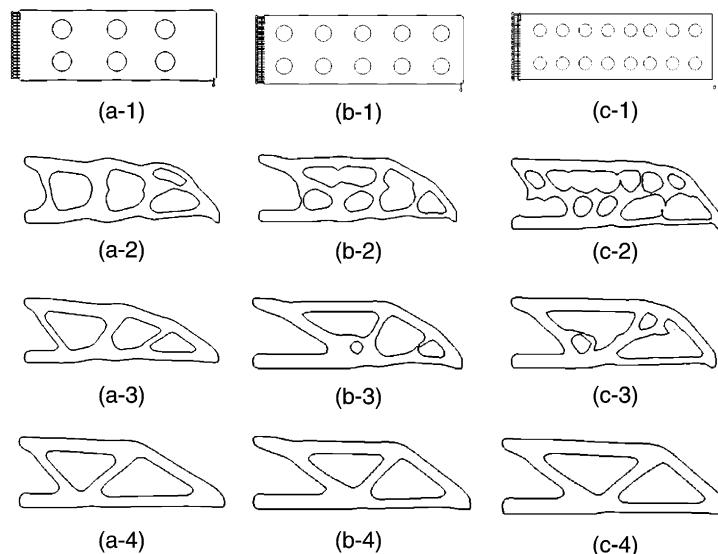 (a-1) (b-1) (c-1)
(a-2) (b-2) (c-2)
(a-3) (b-3) (c-3)
(a-4) (b-4) (c-4)